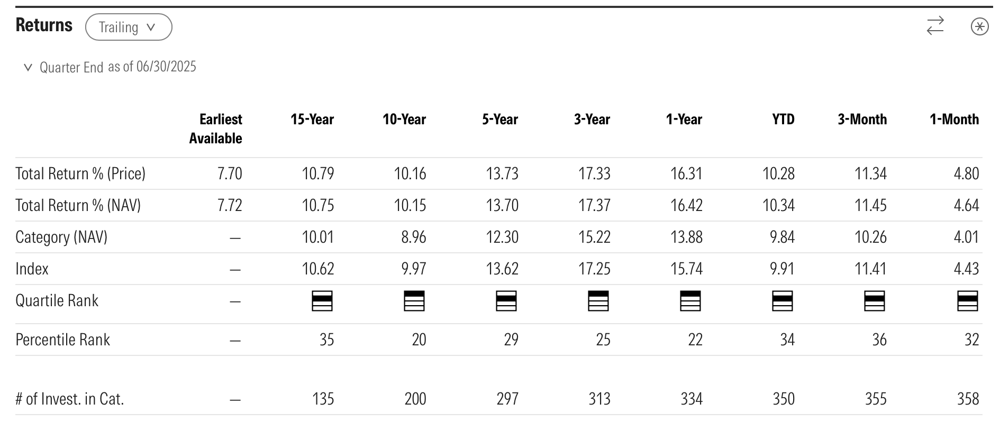 Returns Trailing
Quarter End as of 06/30/2025
Earliest Available 15-Year 10-Year 5-Year 3-Year 1-Year YTD 3-Month 1-Month
Total Return % (Price) 7.70 10.79 10.16 13.73 17.33 16.31 10.28 11.34 4.80
Total Return % (NAV) 7.72 10.75 10.15 13.70 17.37 16.42 10.34 11.45 4.64
Category (NAV) — 10.01 8.96 12.30 15.22 13.88 9.84 10.26 4.01
Index — 10.62 9.97 13.62 17.25 15.74 9.91 11.41 4.43
Quartile Rank —
Percentile Rank — 35 20 29 25 22 34 36 32
# of Invest. in Cat. — 135 200 297 313 334 350 355 358